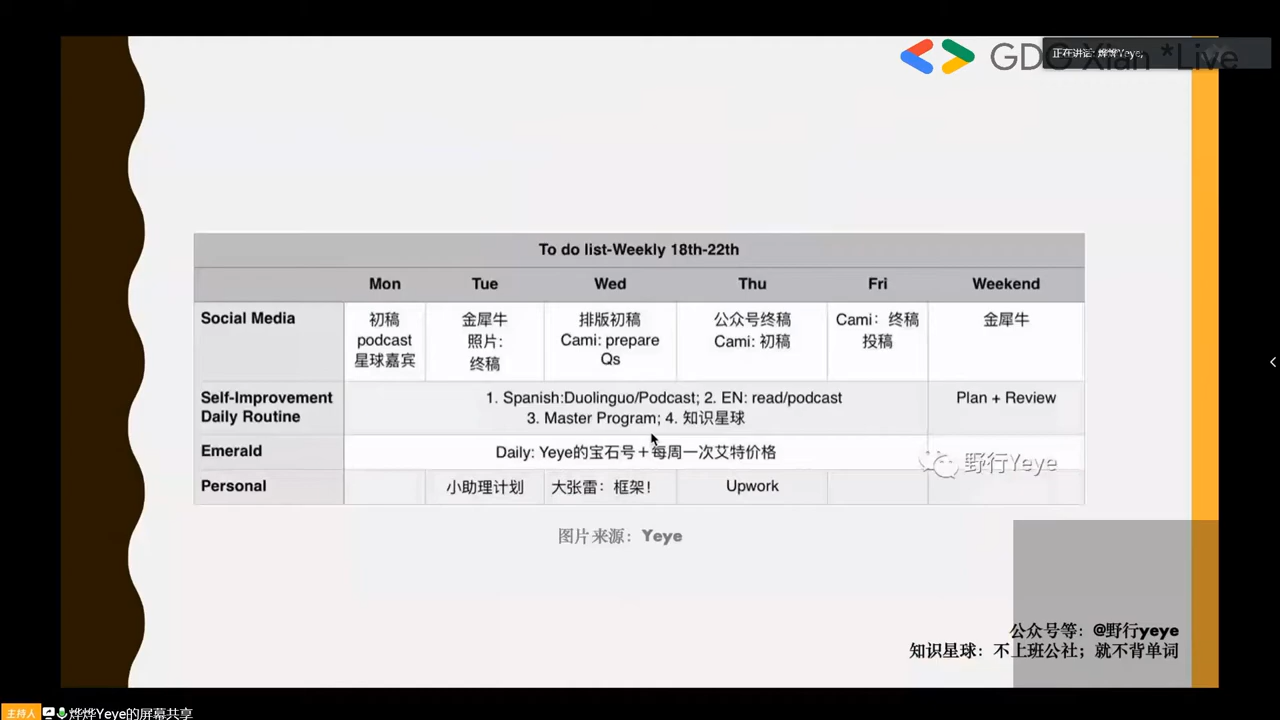 GDG Xian *Live
正在讲话: 烨烨Yeye;
To do list-Weekly 18th-22th
Mon Tue Wed Thu Fri Weekend
Social Media
初稿
podcast
星球嘉宾
金犀牛
照片:
终稿
排版初稿
Cami: prepare
Qs
公众号终稿
Cami: 初稿
Cami：终稿
投稿
金犀牛
Self-Improvement
Daily Routine
1. Spanish:Duolinguo/Podcast; 2. EN: read/podcast
3. Master Program; 4. 知识星球
Plan + Review
Emerald
Daily: Yeye的宝石号＋每周一次艾特价格
野行Yeye
Personal
小助理计划
大张雷：框架！
Upwork
图片来源：Yeye
公众号等：@野行yeye
知识星球：不上班公社；就不背单词
主持人
烨烨Yeye的屏幕共享